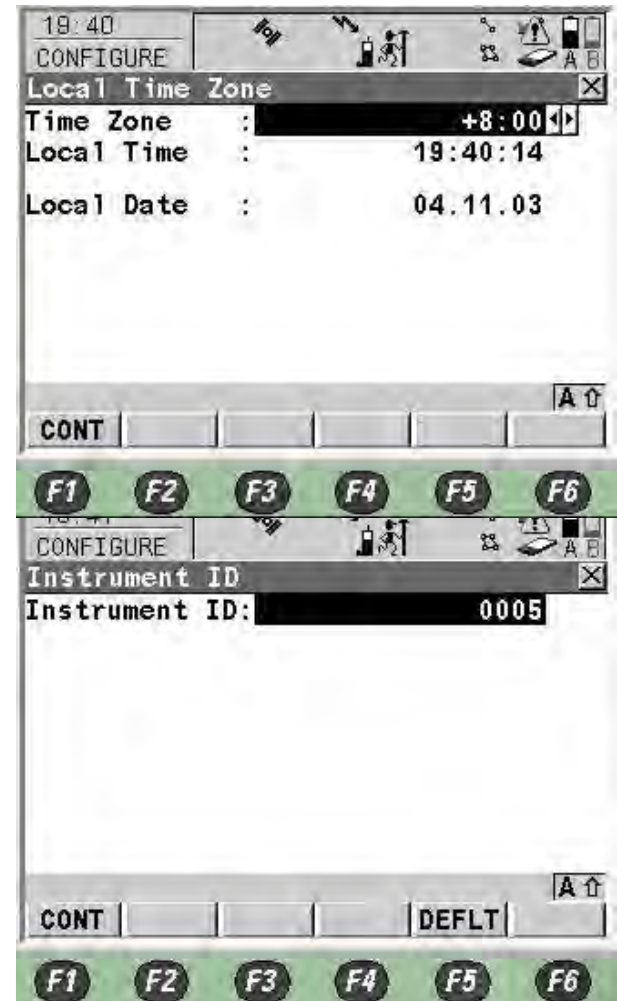 19:40
CONFIGURE
A B
Local Time Zone
Time Zone : +8:00
Local Time : 19:40:14
Local Date : 04.11.03
A
CONT
F1 F2 F3 F4 F5 F6
CONFIGURE
A B
Instrument ID
Instrument ID: 0005
A
CONT DEFLT
F1 F2 F3 F4 F5 F6